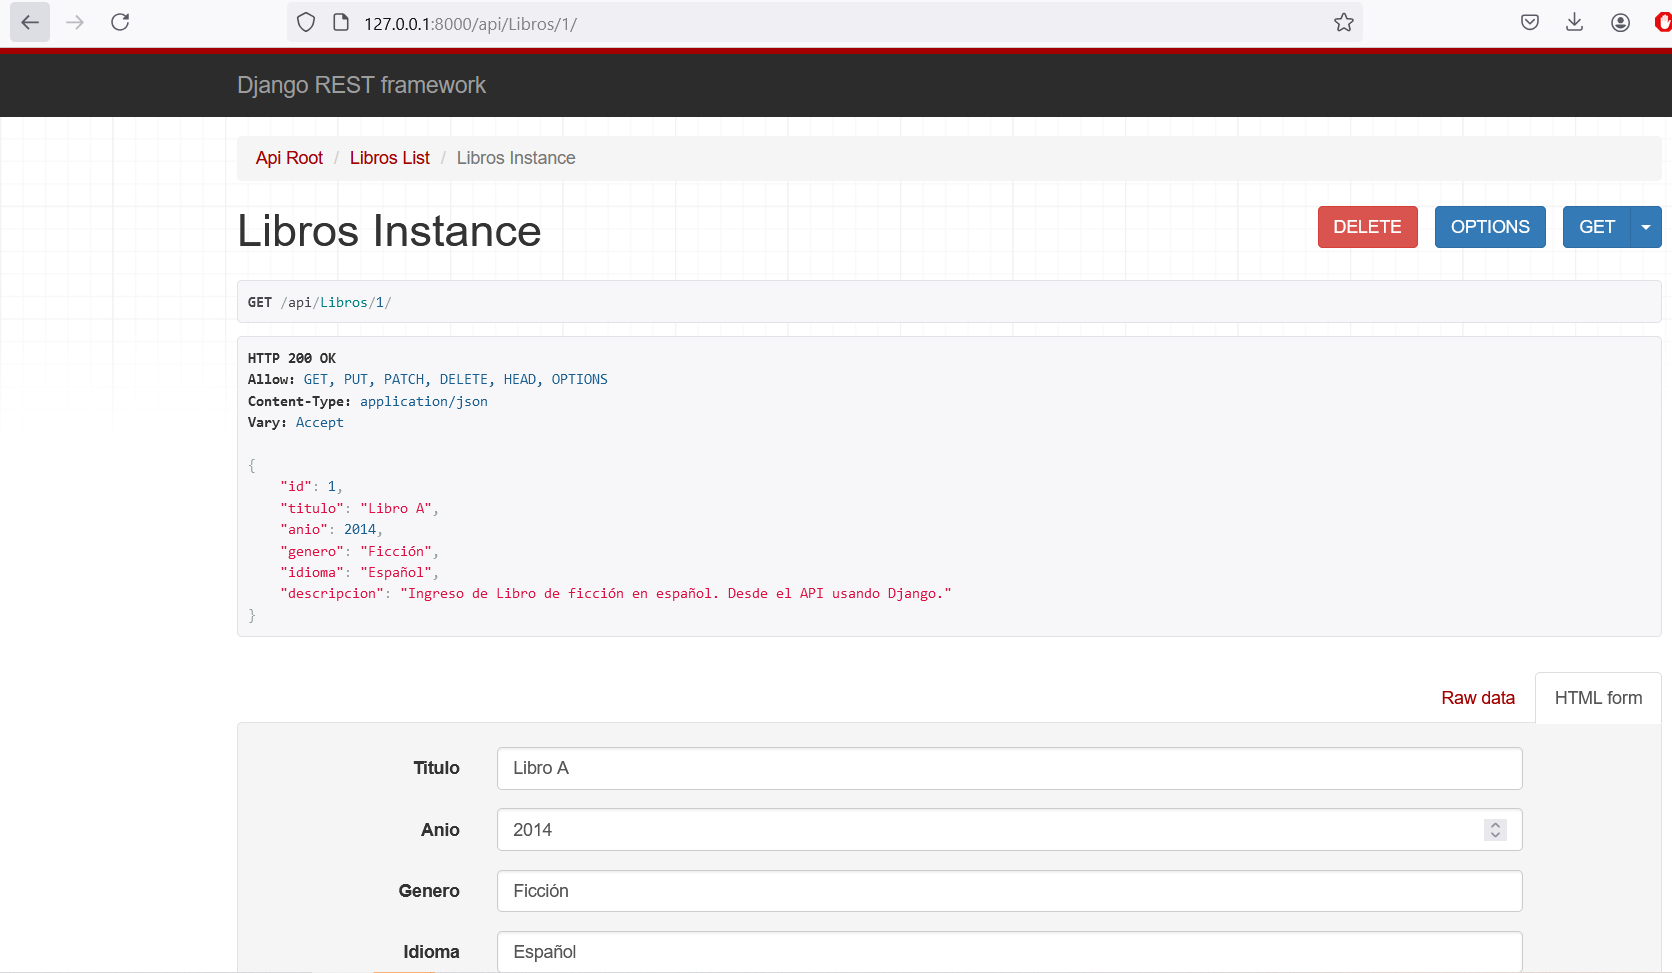 127.0.0.1:8000/api/Libros/1/
Django REST framework
Api Root / Libros List / Libros Instance
Libros Instance
DELETE OPTIONS GET
GET /api/Libros/1/
HTTP 200 OK
Allow: GET, PUT, PATCH, DELETE, HEAD, OPTIONS
Content-Type: application/json
Vary: Accept
{
"id": 1,
"titulo": "Libro A",
"anio": 2014,
"genero": "Ficción",
"idioma": "Español",
"descripcion": "Ingreso de Libro de ficción en español. Desde el API usando Django."
}
Raw data HTML form
Titulo Libro A
Anio 2014
Genero Ficción
Idioma Español